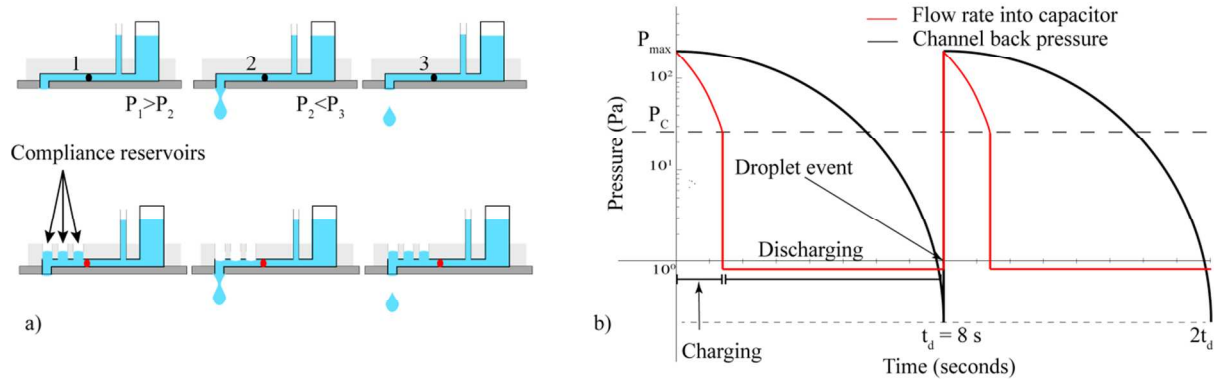 1
2
3
P₁>P₂
P₂<P₃
Compliance reservoirs
a)
Flow rate into capacitor
Channel back pressure
Pmax
10²
PC
10¹
10⁰
Pressure (Pa)
Droplet event
Discharging
Charging
td = 8 s
2td
Time (seconds)
b)